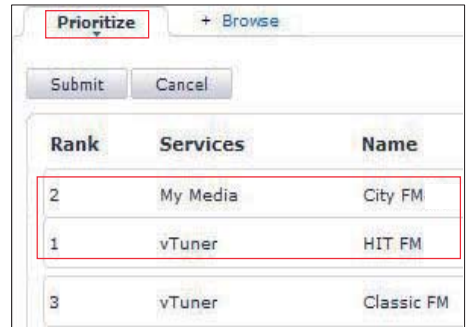 Prioritize + Browse
Submit Cancel
Rank Services Name
2 My Media City FM
1 vTuner HIT FM
3 vTuner Classic FM